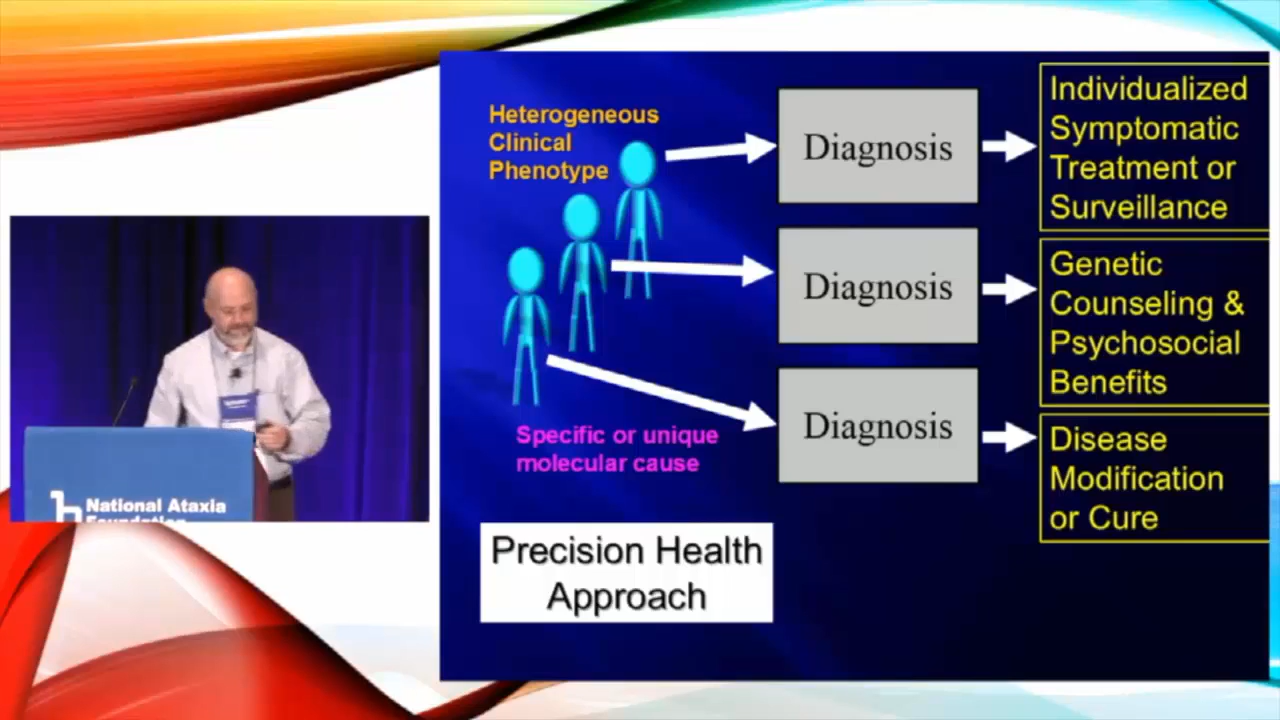 Heterogeneous
Clinical
Phenotype
Specific or unique
molecular cause
Precision Health
Approach
Diagnosis
Diagnosis
Diagnosis
Individualized
Symptomatic
Treatment or
Surveillance
Genetic
Counseling &
Psychosocial
Benefits
Disease
Modification
or Cure
National Ataxia
Foundation